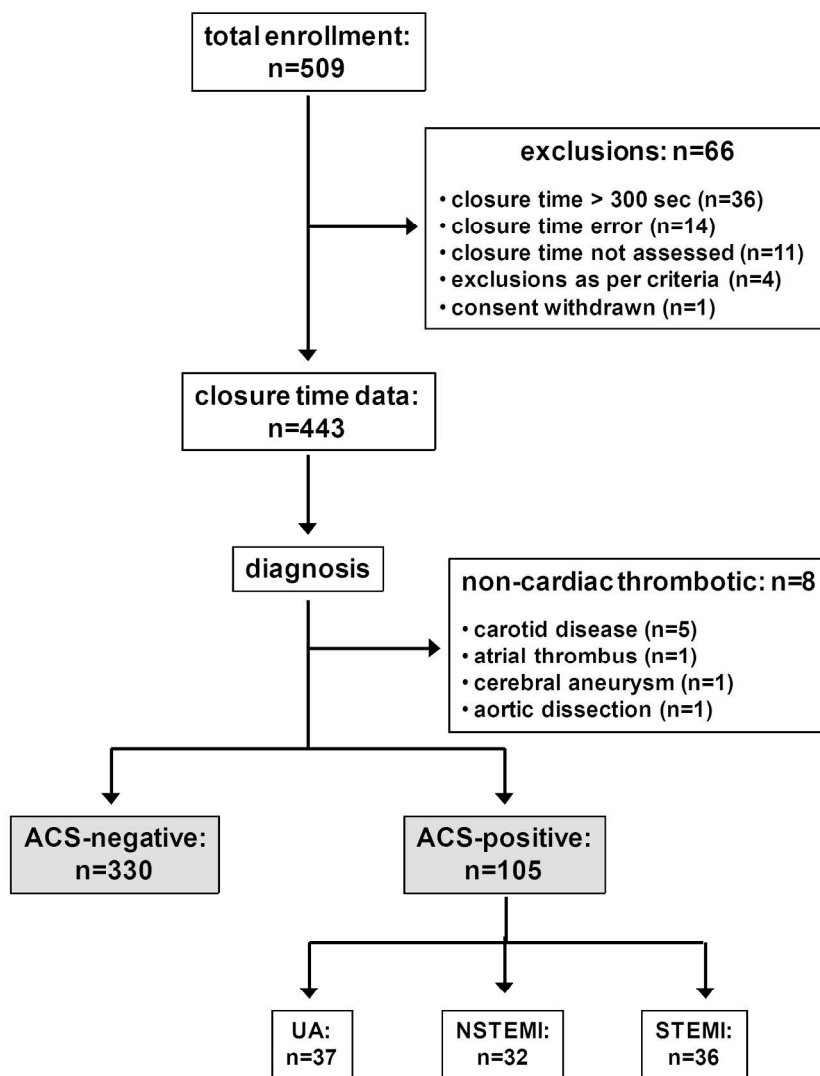 total enrollment:
n=509
exclusions: n=66
• closure time > 300 sec (n=36)
• closure time error (n=14)
• closure time not assessed (n=11)
• exclusions as per criteria (n=4)
• consent withdrawn (n=1)
closure time data:
n=443
diagnosis
non-cardiac thrombotic: n=8
• carotid disease (n=5)
• atrial thrombus (n=1)
• cerebral aneurysm (n=1)
• aortic dissection (n=1)
ACS-negative:
n=330
ACS-positive:
n=105
UA:
n=37
NSTEMI:
n=32
STEMI:
n=36